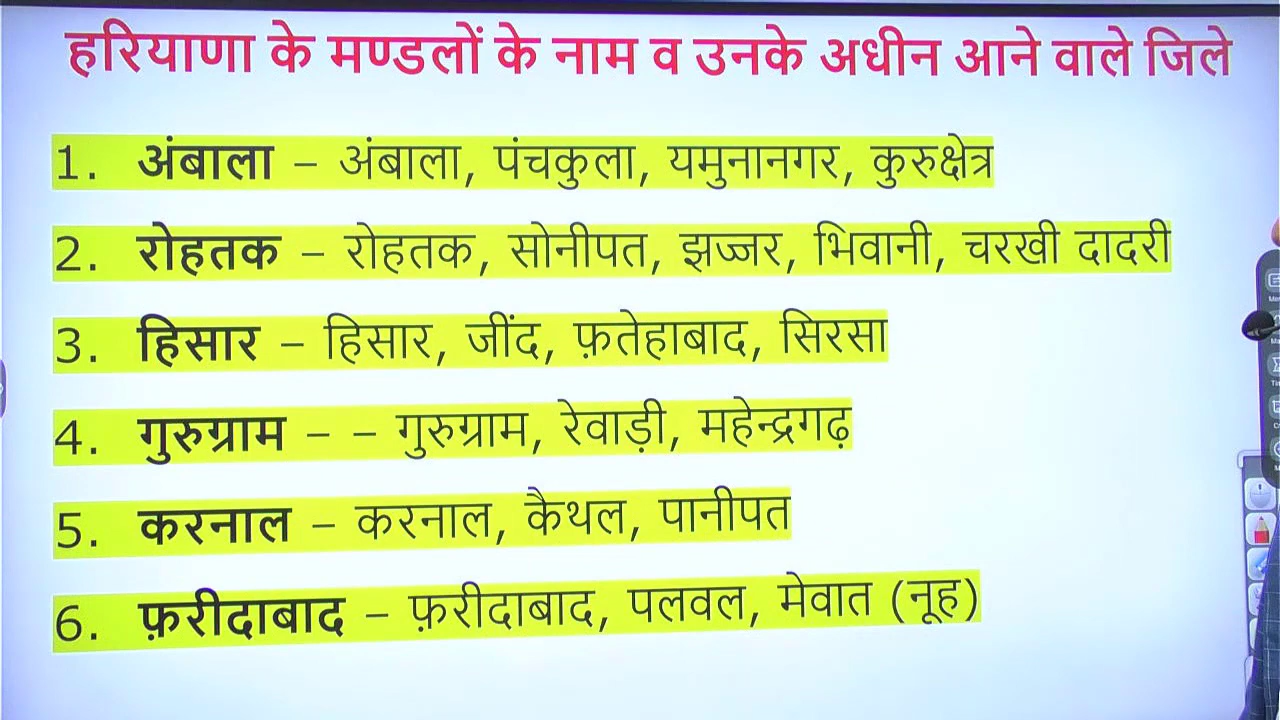 हरियाणा के मण्डलों के नाम व उनके अधीन आने वाले जिले
1. अंबाला – अंबाला, पंचकुला, यमुनानगर, कुरुक्षेत्र
2. रोहतक – रोहतक, सोनीपत, झज्जर, भिवानी, चरखी दादरी
3. हिसार – हिसार, जींद, फ़तेहाबाद, सिरसा
4. गुरुग्राम – – गुरुग्राम, रेवाड़ी, महेन्द्रगढ़
5. करनाल – करनाल, कैथल, पानीपत
6. फ़रीदाबाद – फ़रीदाबाद, पलवल, मेवात (नूह)